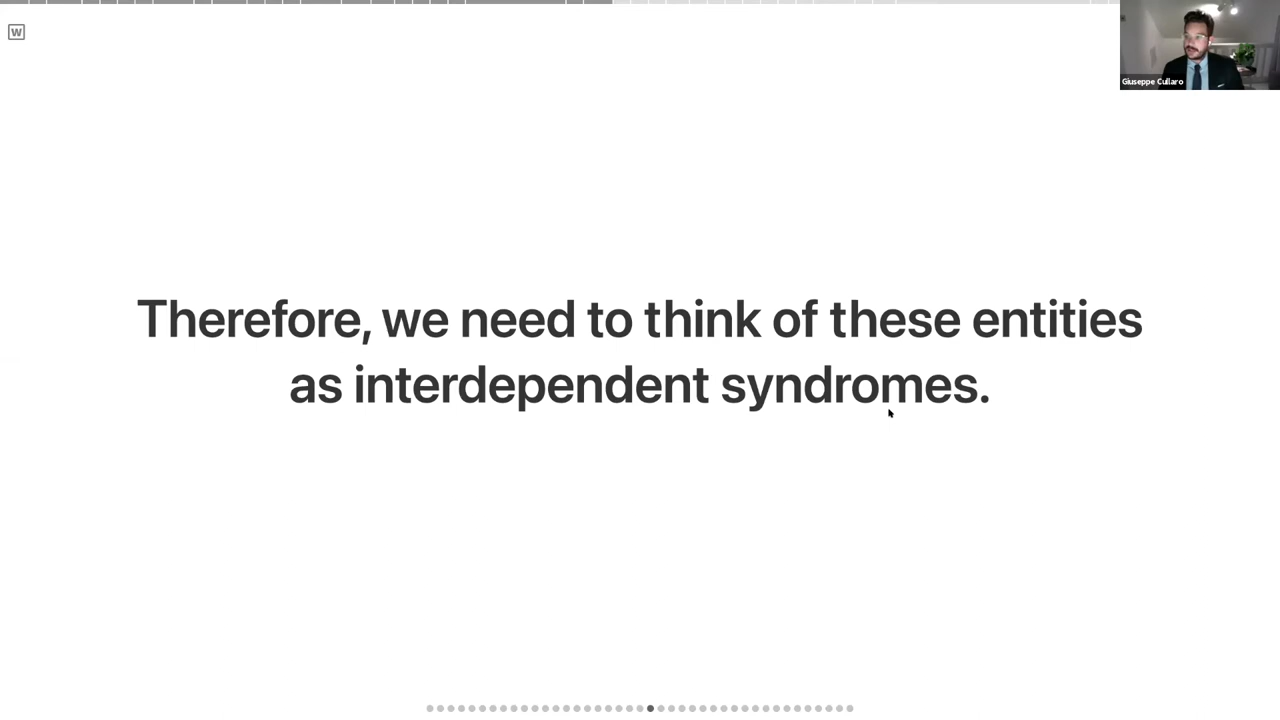 W
Giuseppe Cullaro
Therefore, we need to think of these entities
as interdependent syndromes.